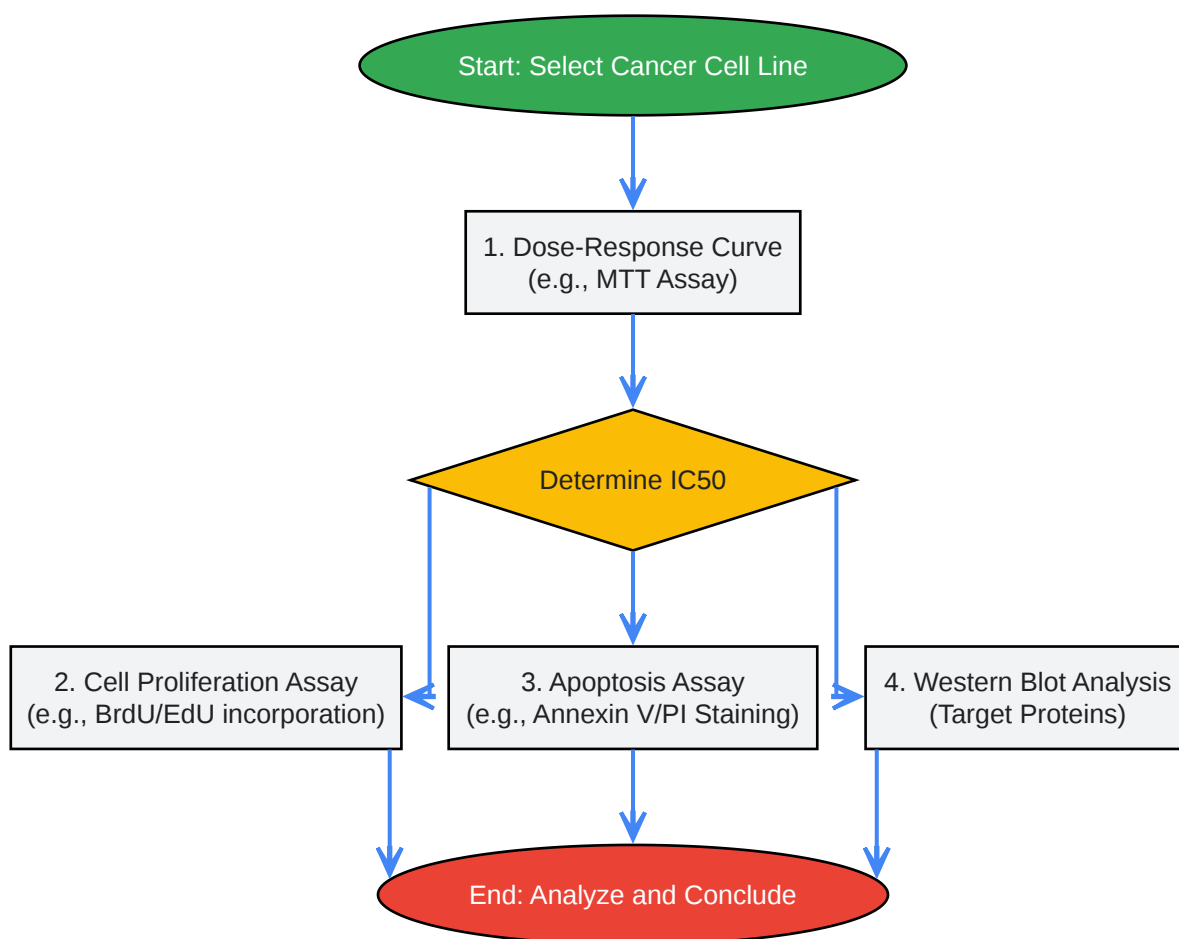 Start: Select Cancer Cell Line
1. Dose-Response Curve
(e.g., MTT Assay)
Determine IC50
2. Cell Proliferation Assay
(e.g., BrdU/EdU incorporation)
3. Apoptosis Assay
(e.g., Annexin V/PI Staining)
4. Western Blot Analysis
(Target Proteins)
End: Analyze and Conclude